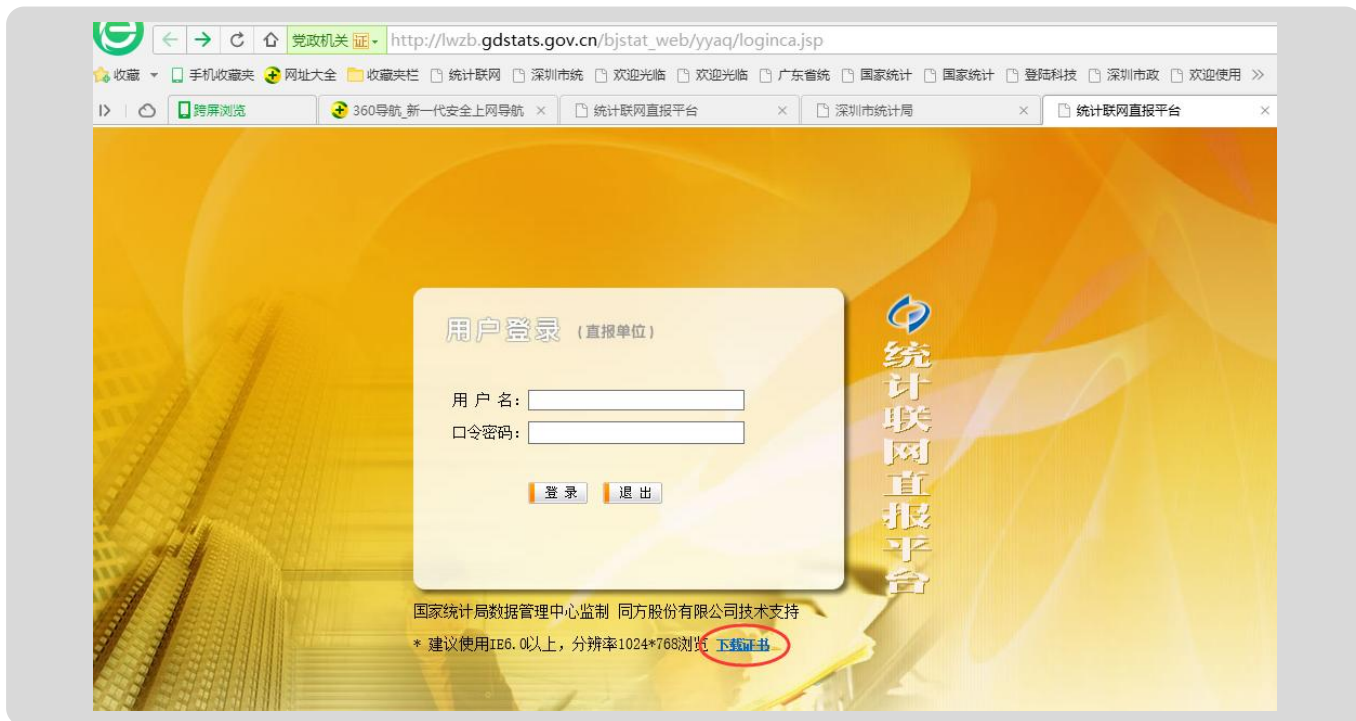 党政机关 证 http://lwzb.gdstats.gov.cn/bjstat_web/yyaq/loginca.jsp
收藏 手机收藏夹 网址大全 收藏夹栏 统计联网 深圳市统 欢迎光临 欢迎光临 广东省统 国家统计 国家统计 登陆科技 深圳市政 欢迎使用 »
跨屏浏览 360导航_新一代安全上网导航 × 统计联网直报平台 × 深圳市统计局 × 统计联网直报平台 ×
用户登录 (直报单位)
统计联网直报平台
用 户 名:
口令密码:
登 录 退 出
国家统计局数据管理中心监制 同方股份有限公司技术支持
* 建议使用IE6.0以上，分辨率1024*768浏览 下载证书